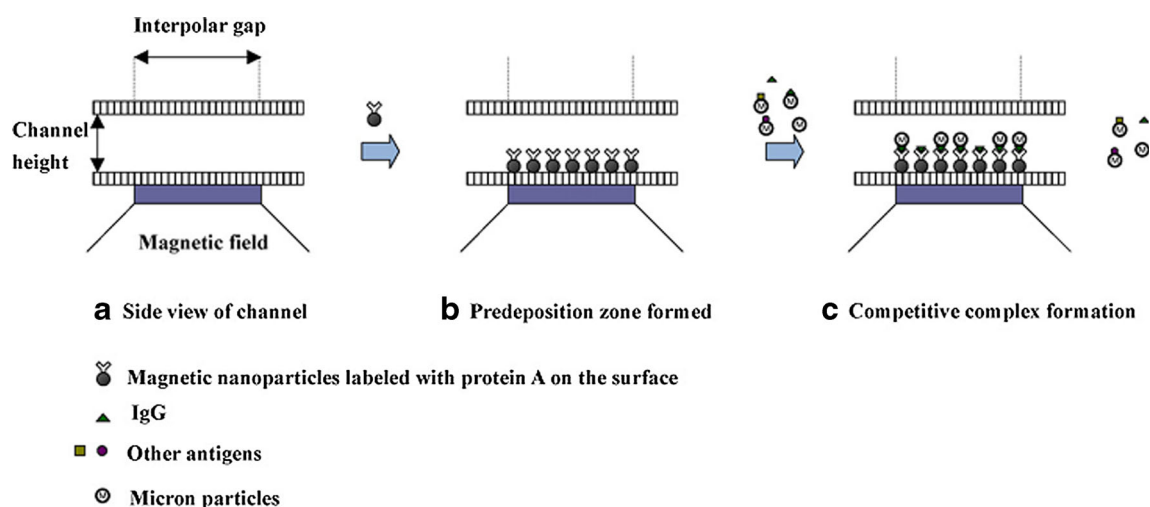 Interpolar gap
Channel
height
Magnetic field
a Side view of channel
b Predeposition zone formed
c Competitive complex formation
Magnetic nanoparticles labeled with protein A on the surface
IgG
Other antigens
M Micron particles